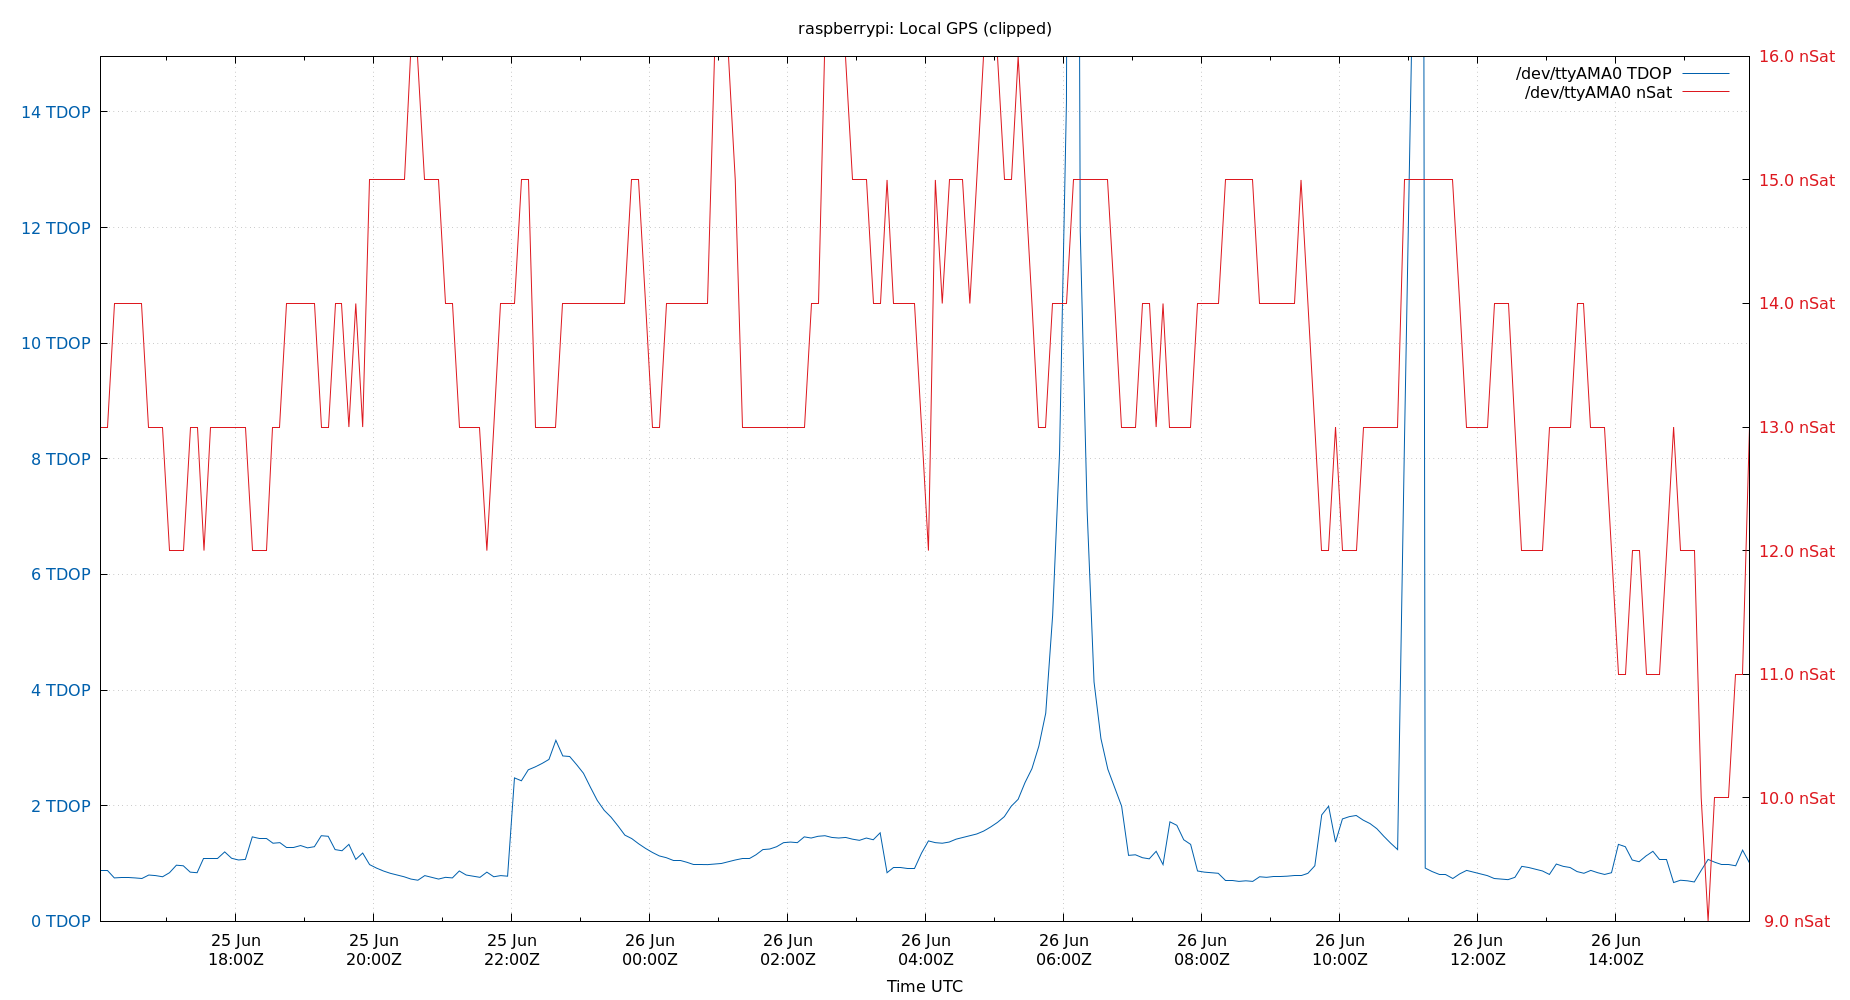 raspberrypi: Local GPS (clipped)
/dev/ttyAMA0 TDOP
/dev/ttyAMA0 nSat
14 TDOP
12 TDOP
10 TDOP
8 TDOP
6 TDOP
4 TDOP
2 TDOP
0 TDOP
16.0 nSat
15.0 nSat
14.0 nSat
13.0 nSat
12.0 nSat
11.0 nSat
10.0 nSat
9.0 nSat
25 Jun
18:00Z
25 Jun
20:00Z
25 Jun
22:00Z
26 Jun
00:00Z
26 Jun
02:00Z
26 Jun
04:00Z
26 Jun
06:00Z
26 Jun
08:00Z
26 Jun
10:00Z
26 Jun
12:00Z
26 Jun
14:00Z
Time UTC